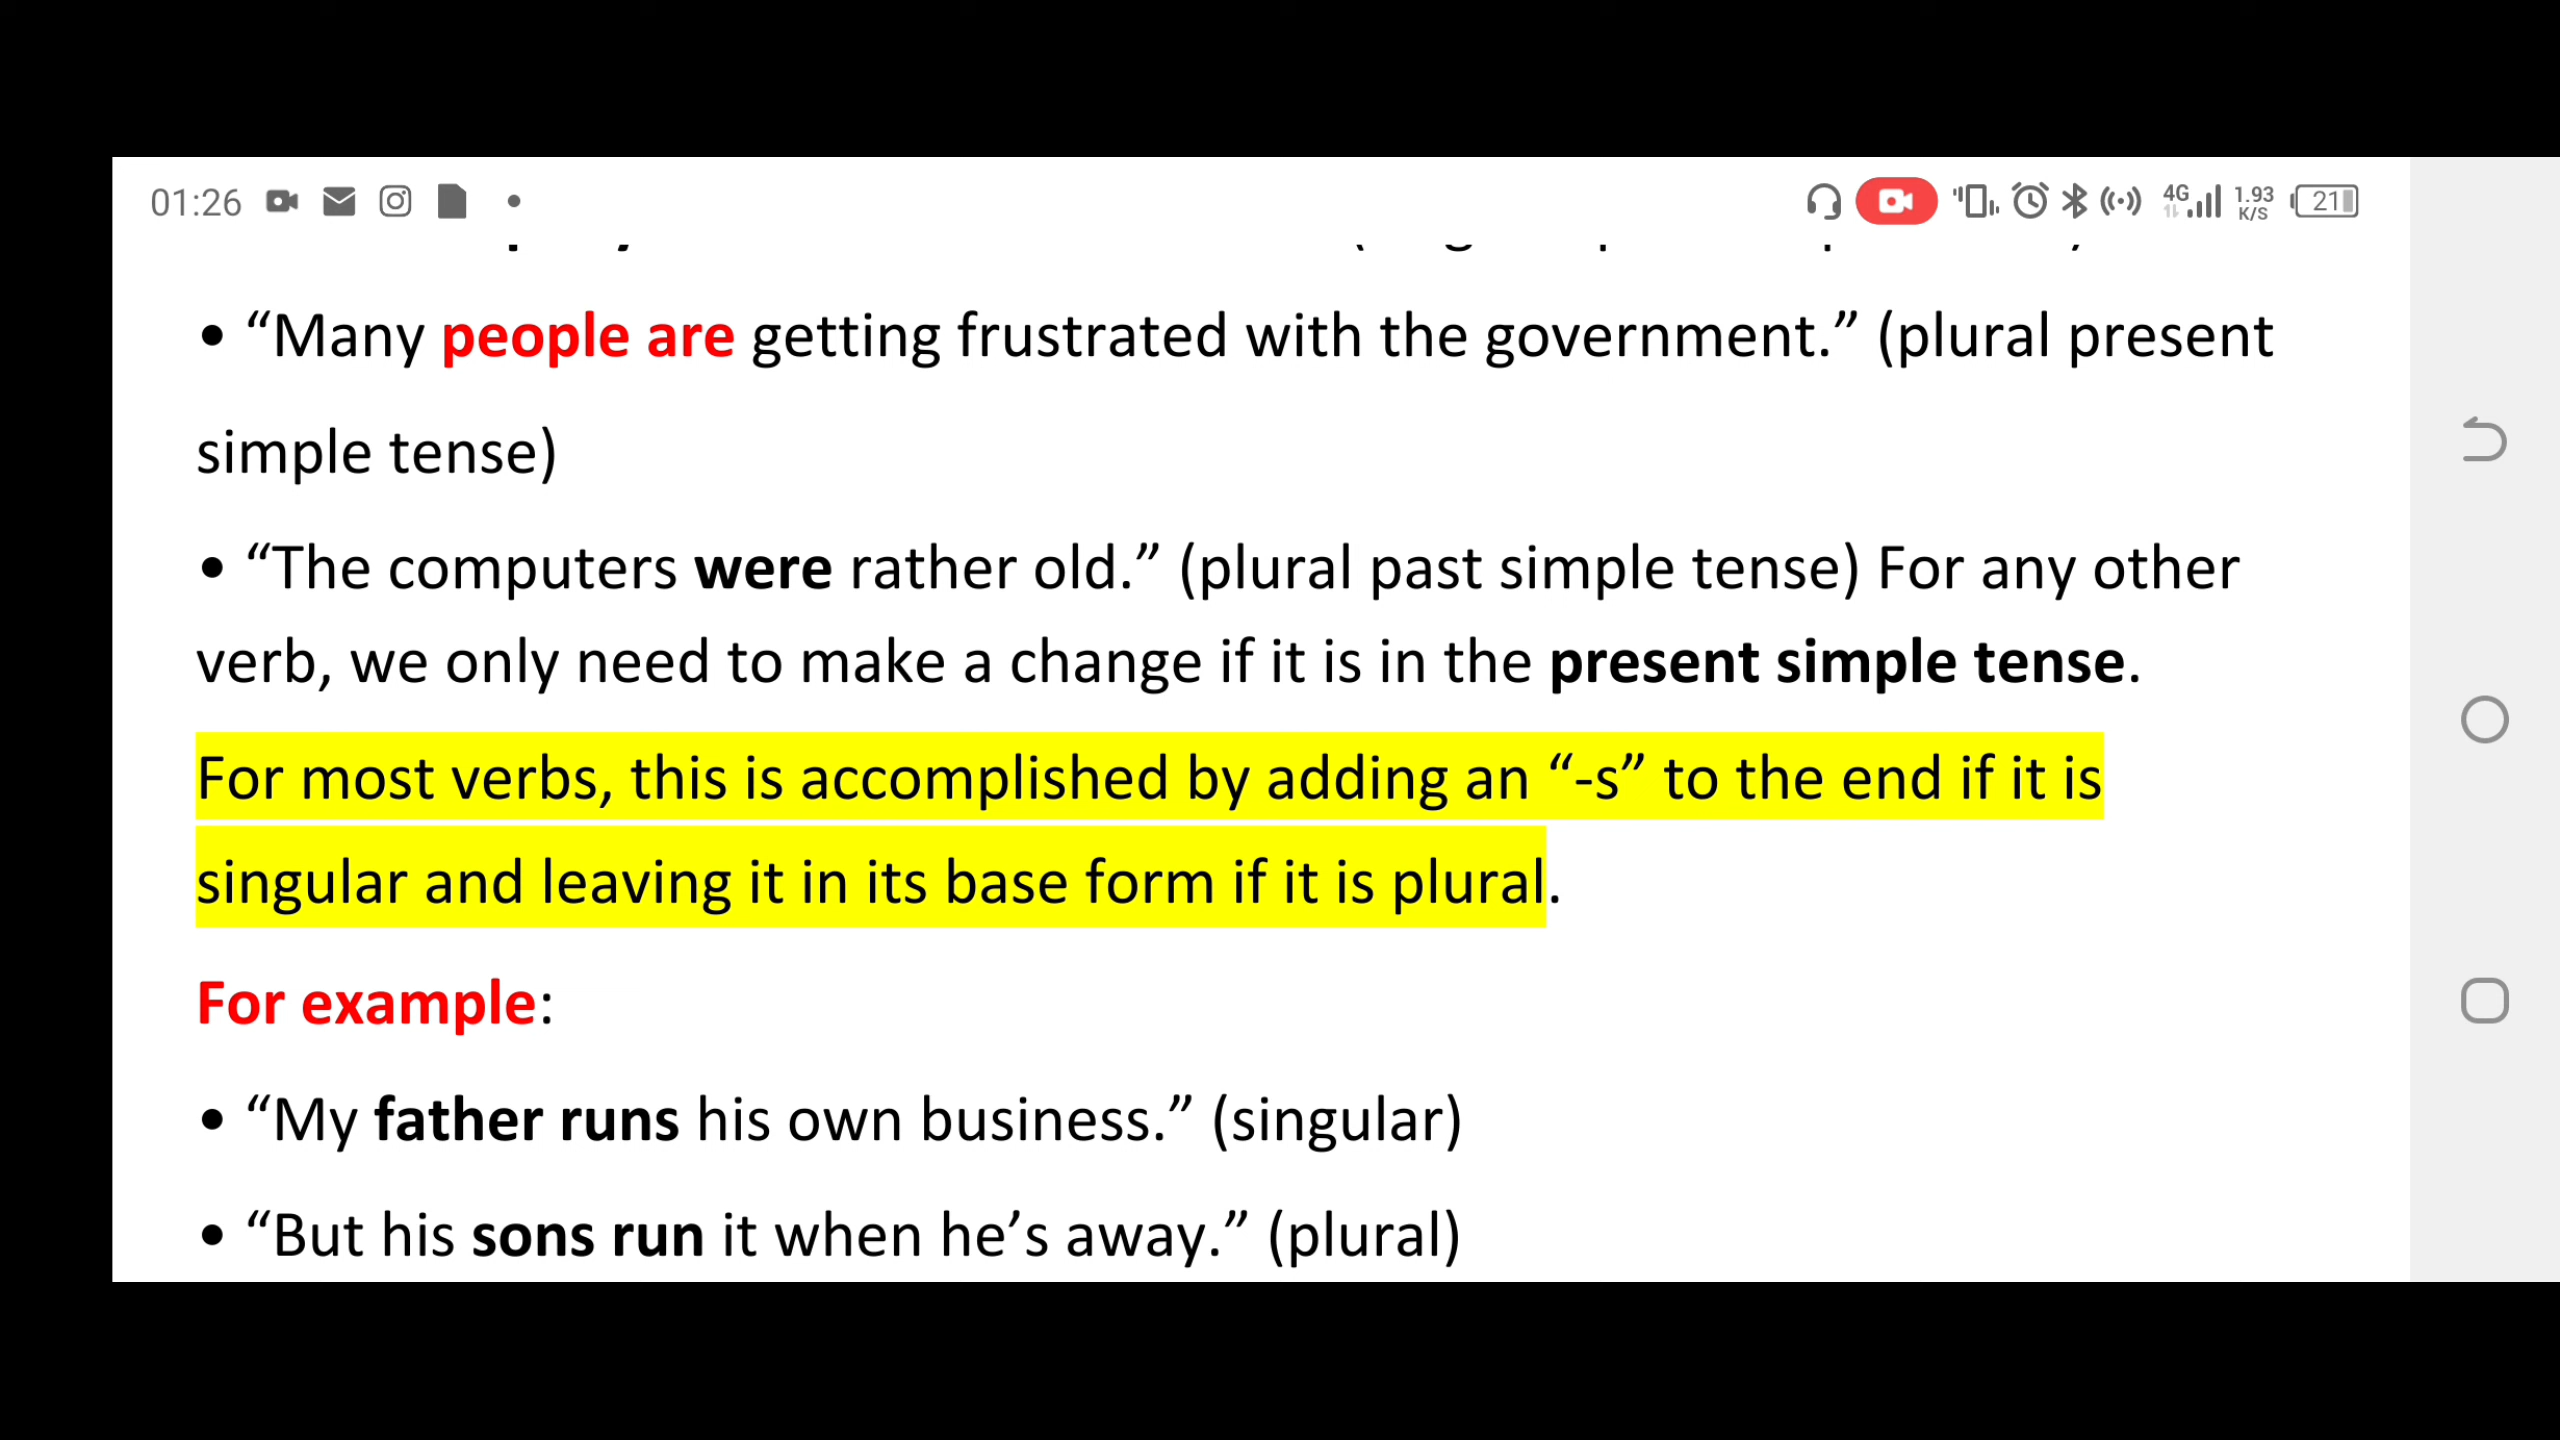 01:26
4G 1.93 K/S 21
• “Many people are getting frustrated with the government.” (plural present
simple tense)
• “The computers were rather old.” (plural past simple tense) For any other
verb, we only need to make a change if it is in the present simple tense.
For most verbs, this is accomplished by adding an “-s” to the end if it is
singular and leaving it in its base form if it is plural.
For example:
• “My father runs his own business.” (singular)
• “But his sons run it when he’s away.” (plural)